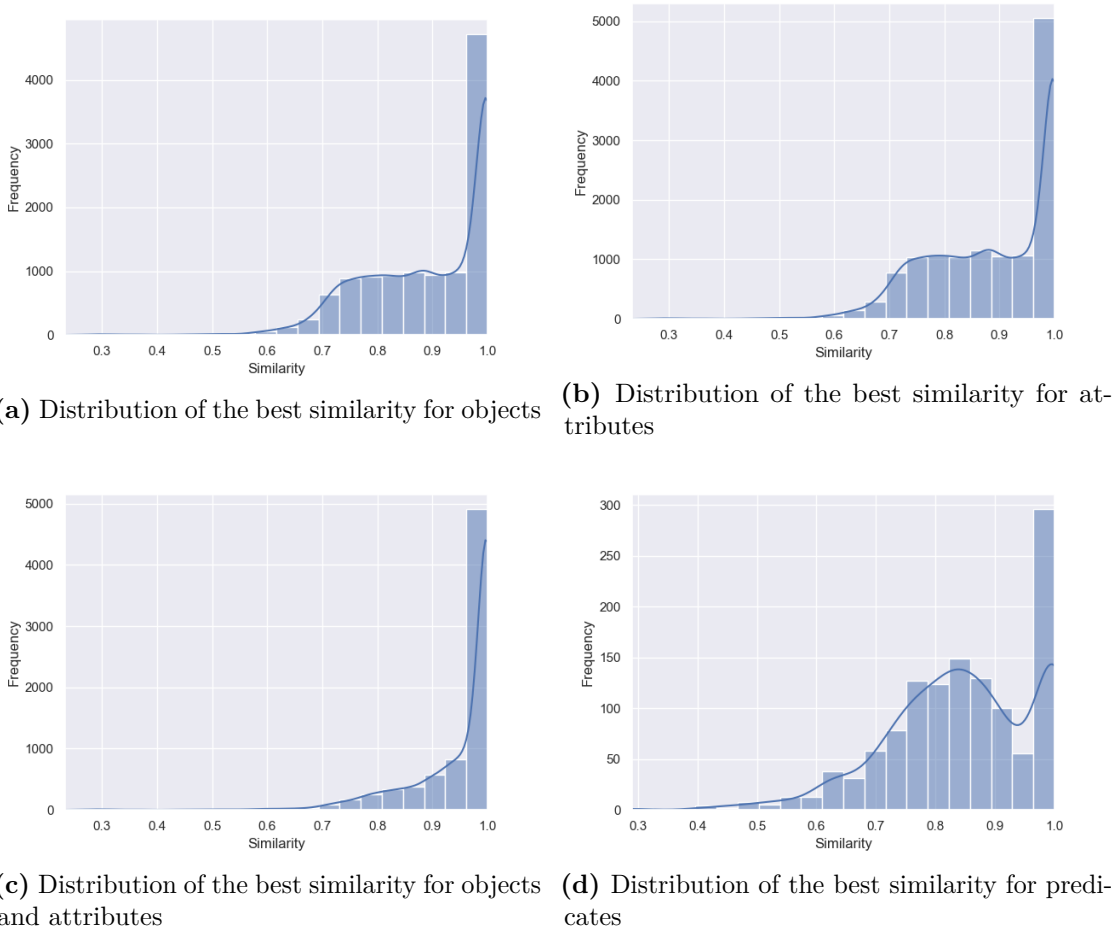 4000
3000
2000
1000
0
Frequency
0.3 0.4 0.5 0.6 0.7 0.8 0.9 1.0
Similarity
(a) Distribution of the best similarity for objects
5000
4000
3000
2000
1000
0
Frequency
0.3 0.4 0.5 0.6 0.7 0.8 0.9 1.0
Similarity
(b) Distribution of the best similarity for at-
tributes
5000
4000
3000
2000
1000
0
Frequency
0.3 0.4 0.5 0.6 0.7 0.8 0.9 1.0
Similarity
(c) Distribution of the best similarity for objects
and attributes
300
250
200
150
100
50
0
Frequency
0.3 0.4 0.5 0.6 0.7 0.8 0.9 1.0
Similarity
(d) Distribution of the best similarity for predi-
cates